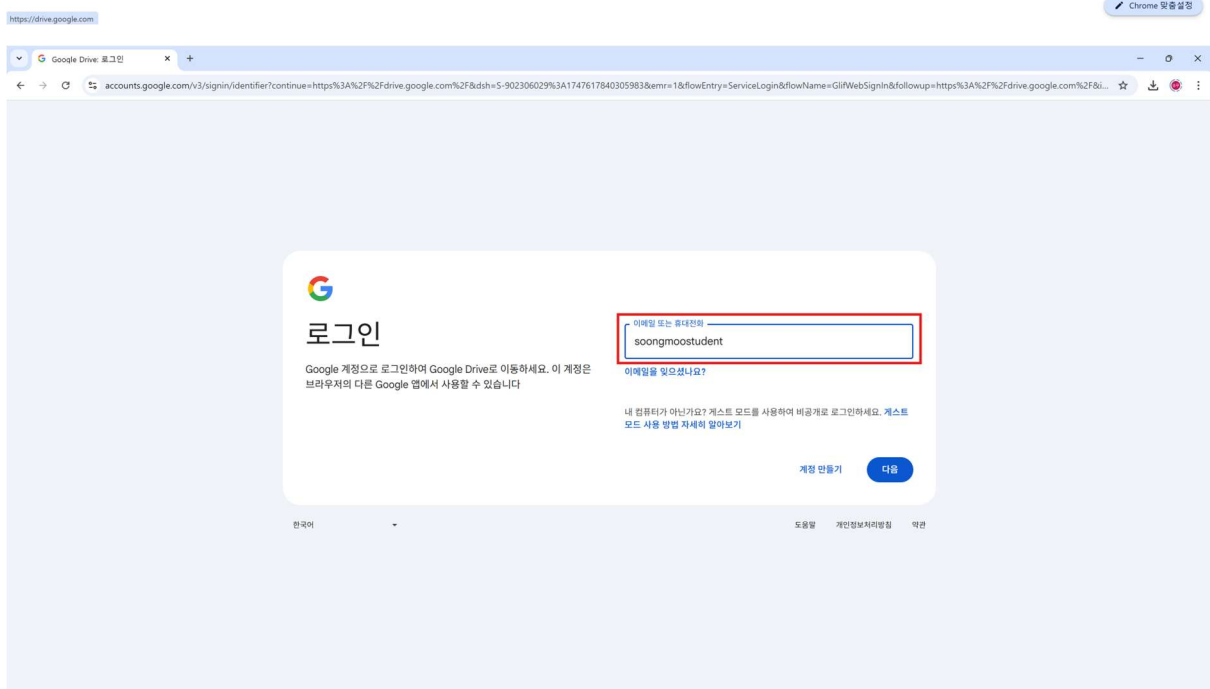 Chrome 맞춤설정
https://drive.google.com
Google Drive: 로그인
accounts.google.com/v3/signin/identifier?continue=https%3A%2F%2Fdrive.google.com%2F&dsh=S-902306029%3A1747617840305983&emr=1&flowEntry=ServiceLogin&flowName=GlifWebSignIn&followup=https%3A%2F%2Fdrive.google.com%2F&i...
로그인
Google 계정으로 로그인하여 Google Drive로 이동하세요. 이 계정은
브라우저의 다른 Google 앱에서 사용할 수 있습니다
이메일 또는 휴대전화
soongmoostudent
이메일을 잊으셨나요?
내 컴퓨터가 아닌가요? 게스트 모드를 사용하여 비공개로 로그인하세요. 게스트
모드 사용 방법 자세히 알아보기
계정 만들기
다음
한국어
도움말 개인정보처리방침 약관